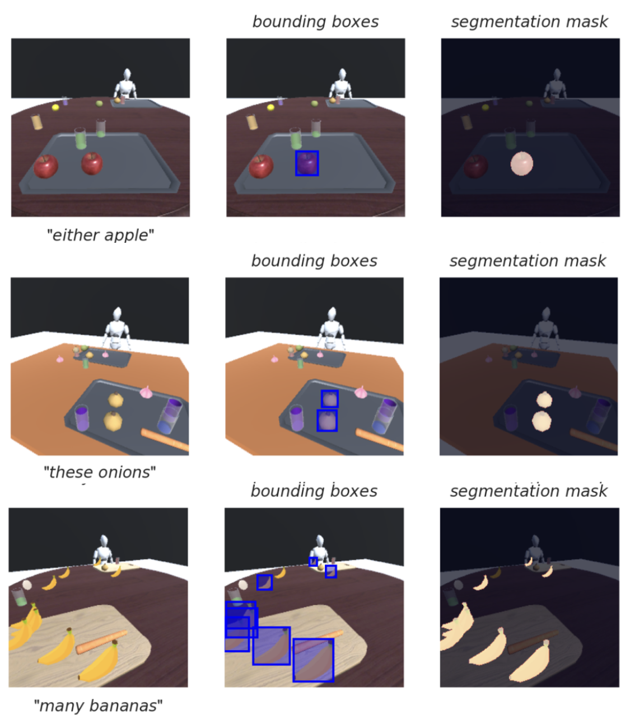 bounding boxes
segmentation mask
"either apple"
bounding boxes
segmentation mask
"these onions"
bounding boxes
segmentation mask
"many bananas"